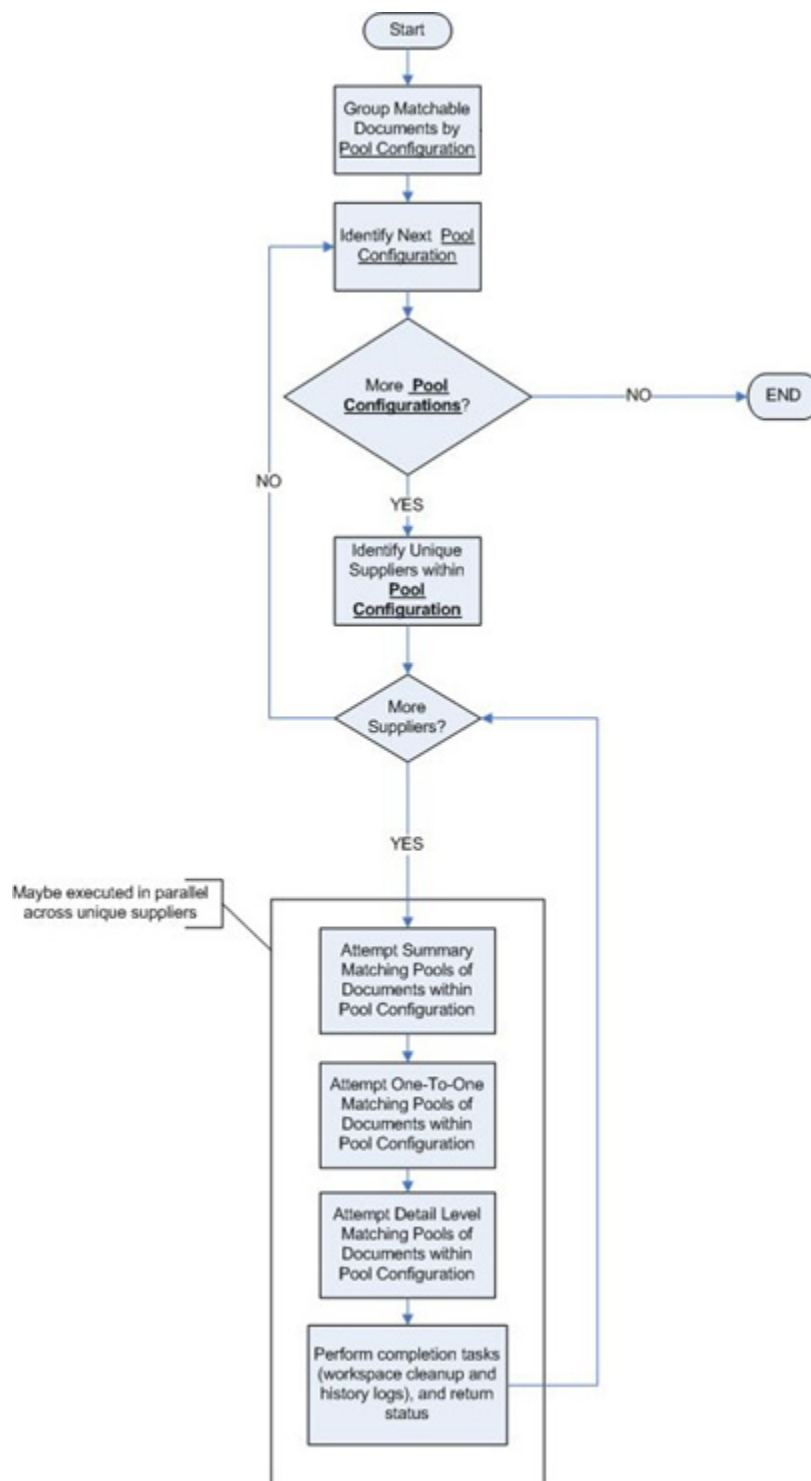 Start
Group Matchable
Documents by
Pool Configuration
Identify Next Pool
Configuration
More Pool
Configurations?
NO
END
NO
YES
Identify Unique
Suppliers within
Pool
Configuration
More
Suppliers?
YES
Maybe executed in parallel
across unique suppliers
Attempt Summary
Matching Pools of
Documents within
Pool Configuration
Attempt One-To-One
Matching Pools of
Documents within
Pool Configuration
Attempt Detail Level
Matching Pools of
Documents within
Pool Configuration
Perform completion tasks
(workspace cleanup and
history logs), and return
status